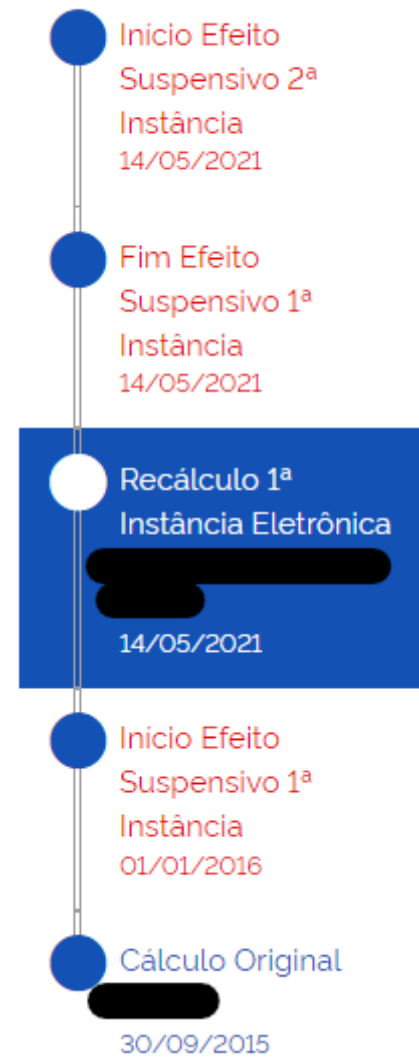 Início Efeito
Suspensivo 2ª
Instância
14/05/2021
Fim Efeito
Suspensivo 1ª
Instância
14/05/2021
Recálculo 1ª
Instância Eletrônica
14/05/2021
Início Efeito
Suspensivo 1ª
Instância
01/01/2016
Cálculo Original
30/09/2015